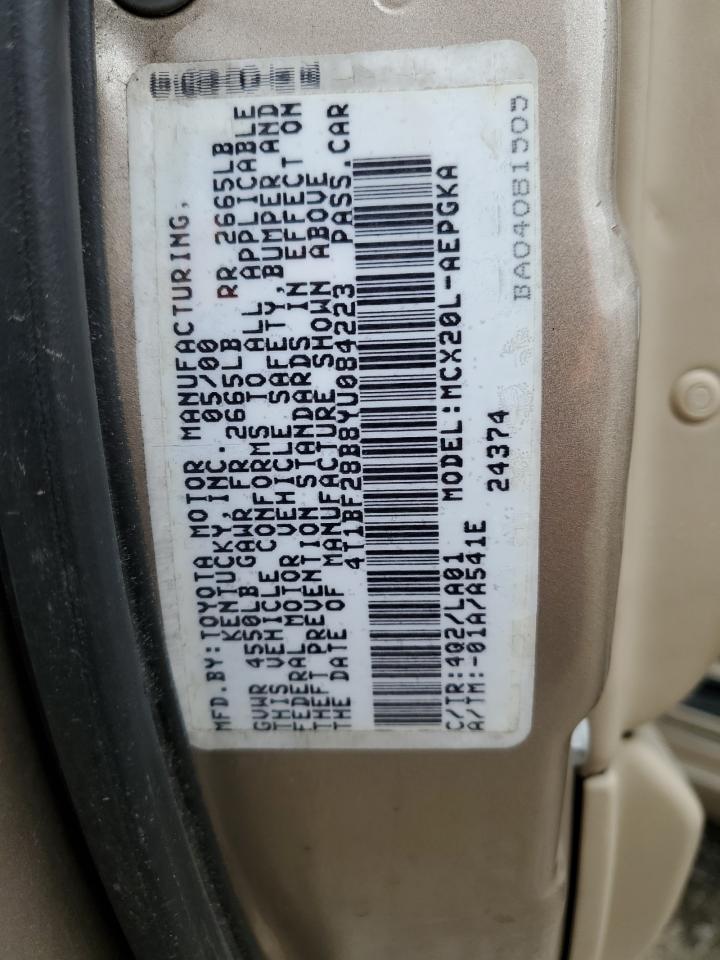 MFD.BY:TOYOTA MOTOR MANUFACTURING,
KENTUCKY,INC. 05/00
GVWR 4550LB GAWR FR 2665LB RR 2665LB
THIS VEHICLE CONFORMS TO ALL APPLICABLE
FEDERAL MOTOR VEHICLE SAFETY,BUMPER AND
THEFT PREVENTION STANDARDS IN EFFECT ON
THE DATE OF MANUFACTURE SHOWN ABOVE
4T1BF28B8YU084223 PASS.CAR
C/TR:4Q2/LA01 MODEL:MCX20L-AEPGKA
A/TM:-01A/A541E 24374
BA04081505